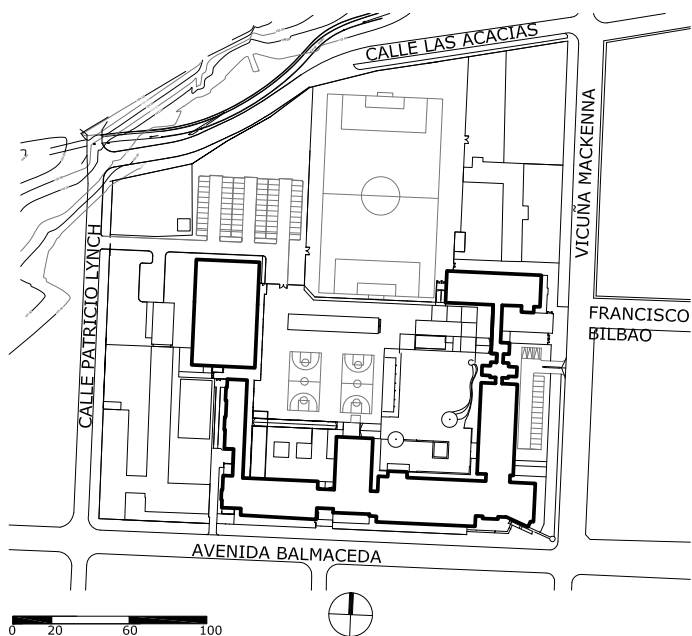 CALLE LAS ACACIAS
VICUÑA MACKENNA
CALLE PATRICIO LYNCH
FRANCISCO
BILBAO
AVENIDA BALMACEDA
0 20 60 100